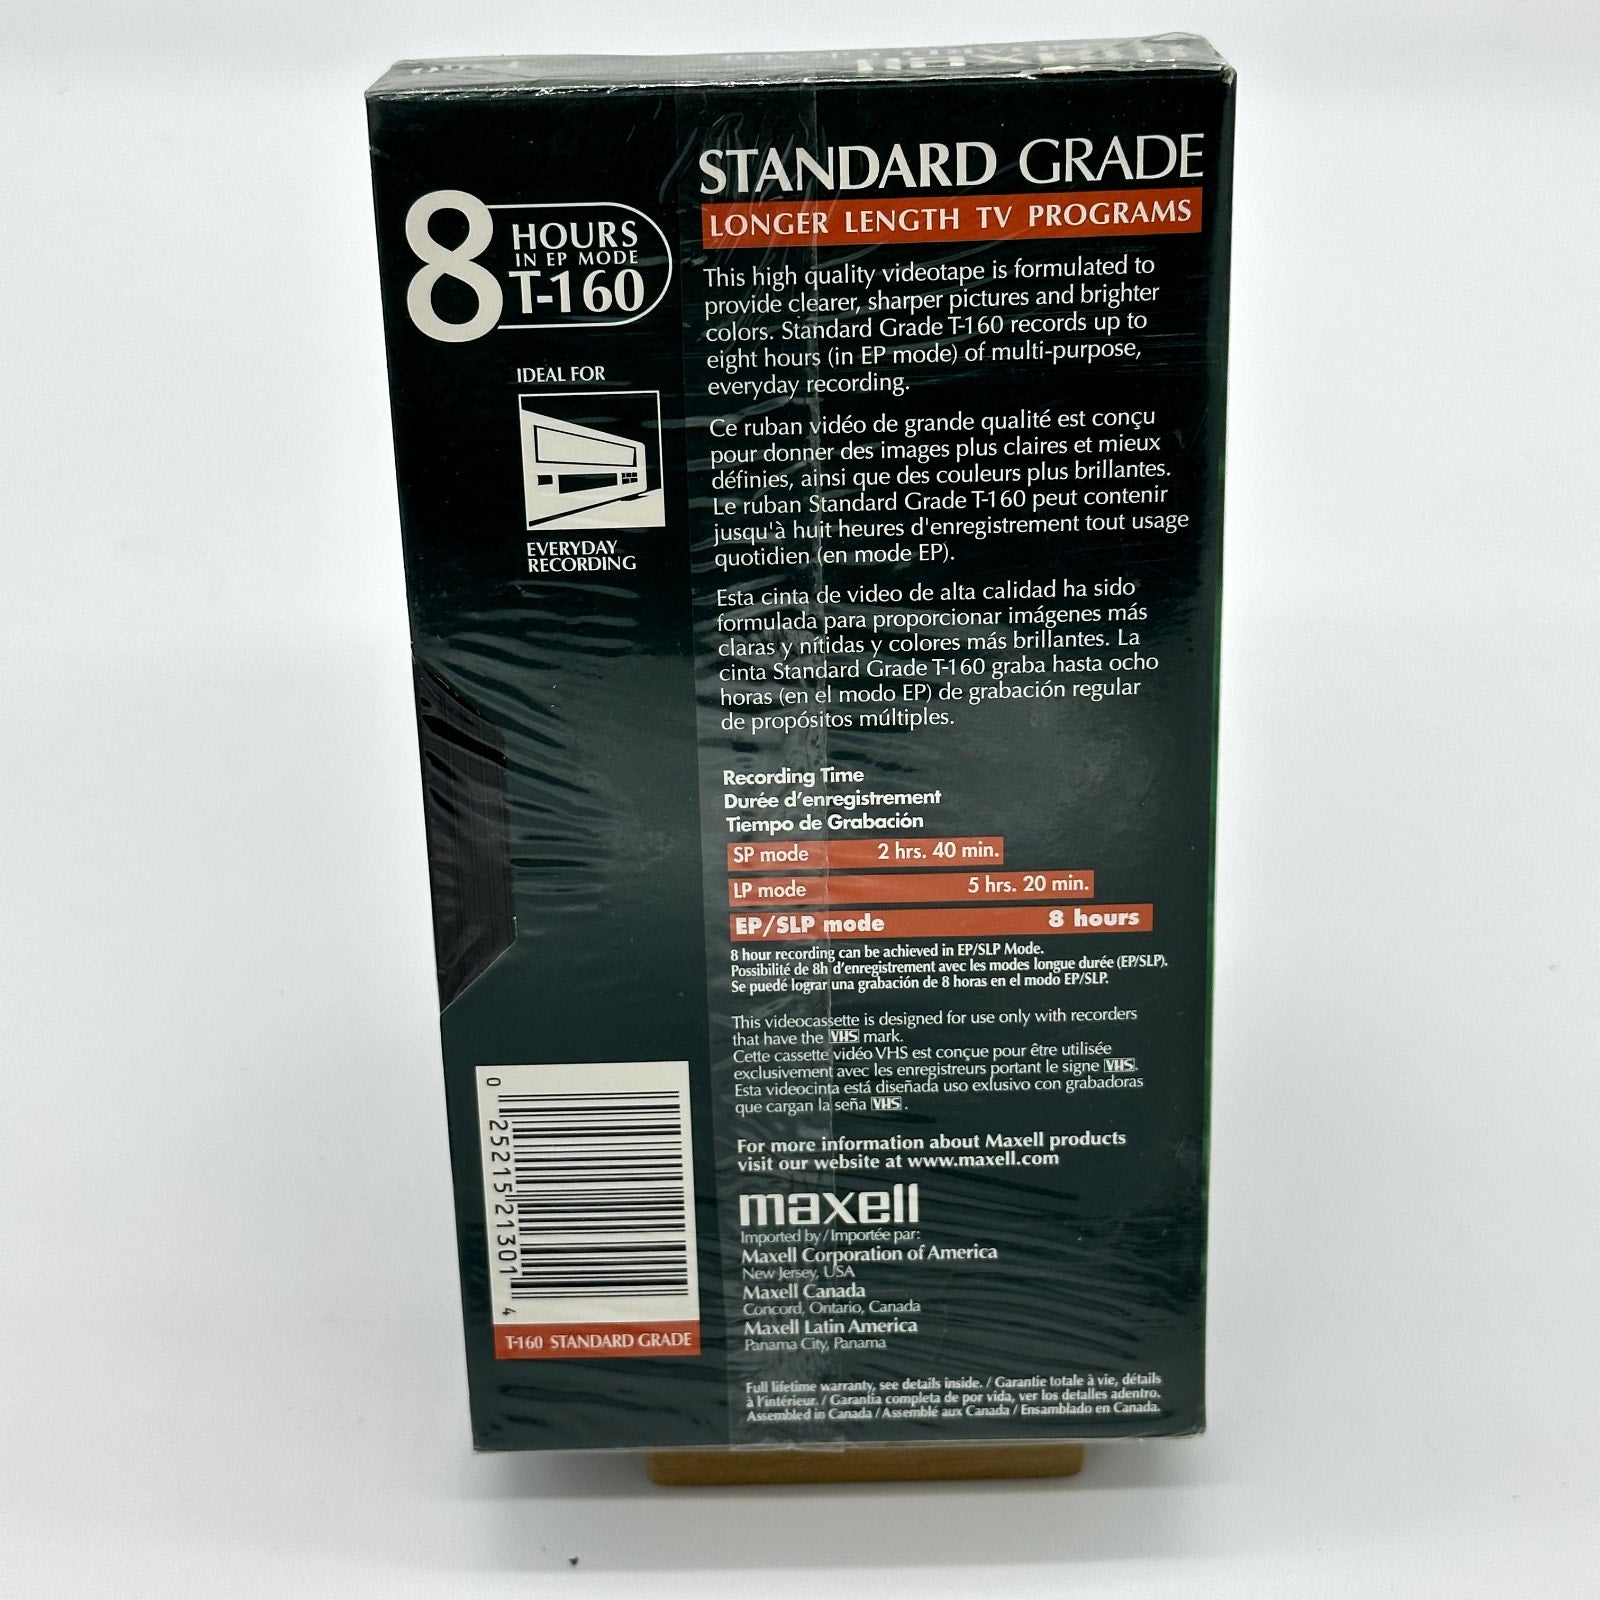 8
HOURS
IN EP MODE
T-160
IDEAL FOR
EVERYDAY
RECORDING
STANDARD GRADE
LONGER LENGTH TV PROGRAMS
This high quality videotape is formulated to
provide clearer, sharper pictures and brighter
colors. Standard Grade T-160 records up to
eight hours (in EP mode) of multi-purpose,
everyday recording.
Ce ruban vidéo de grande qualité est conçu
pour donner des images plus claires et mieux
définies, ainsi que des couleurs plus brillantes.
Le ruban Standard Grade T-160 peut contenir
jusqu'à huit heures d'enregistrement tout usage
quotidien (en mode EP).
Esta cinta de video de alta calidad ha sido
formulada para proporcionar imágenes más
claras y nítidas y colores más brillantes. La
cinta Standard Grade T-160 graba hasta ocho
horas (en el modo EP) de grabación regular
de propósitos múltiples.
Recording Time
Durée d'enregistrement
Tiempo de Grabación
SP mode 2 hrs. 40 min.
LP mode 5 hrs. 20 min.
EP/SLP mode 8 hours
8 hour recording can be achieved in EP/SLP Mode.
Possibilité de 8h d'enregistrement avec les modes longue durée (EP/SLP).
Se puedé lograr una grabación de 8 horas en el modo EP/SLP.
This videocassette is designed for use only with recorders
that have the VHS mark.
Cette cassette vidéo VHS est conçue pour être utilisée
exclusivement avec les enregistreurs portant le signe VHS.
Esta videocinta está diseñada uso exlusivo con grabadoras
que cargan la seña VHS.
For more information about Maxell products
visit our website at www.maxell.com
maxell
Imported by/Importée par:
Maxell Corporation of America
New Jersey, USA
Maxell Canada
Concord, Ontario, Canada
Maxell Latin America
Panama City, Panama
Full lifetime warranty, see details inside. / Garantie totale à vie, détails
à l'intérieur. / Garantía completa de por vida, ver los detalles adentro.
Assembled in Canada / Assemblé aux Canada / Ensamblado en Canada.
0 25215 21301 4
T-160 STANDARD GRADE